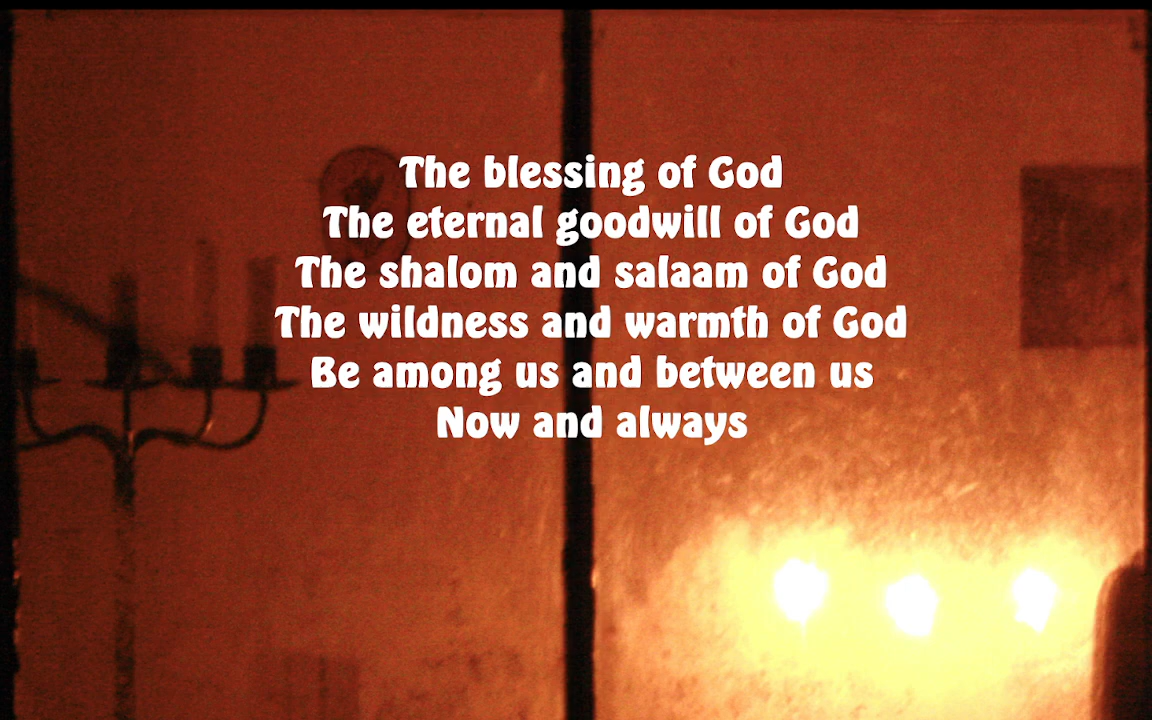 The blessing of God
The eternal goodwill of God
The shalom and salaam of God
The wildness and warmth of God
Be among us and between us
Now and always